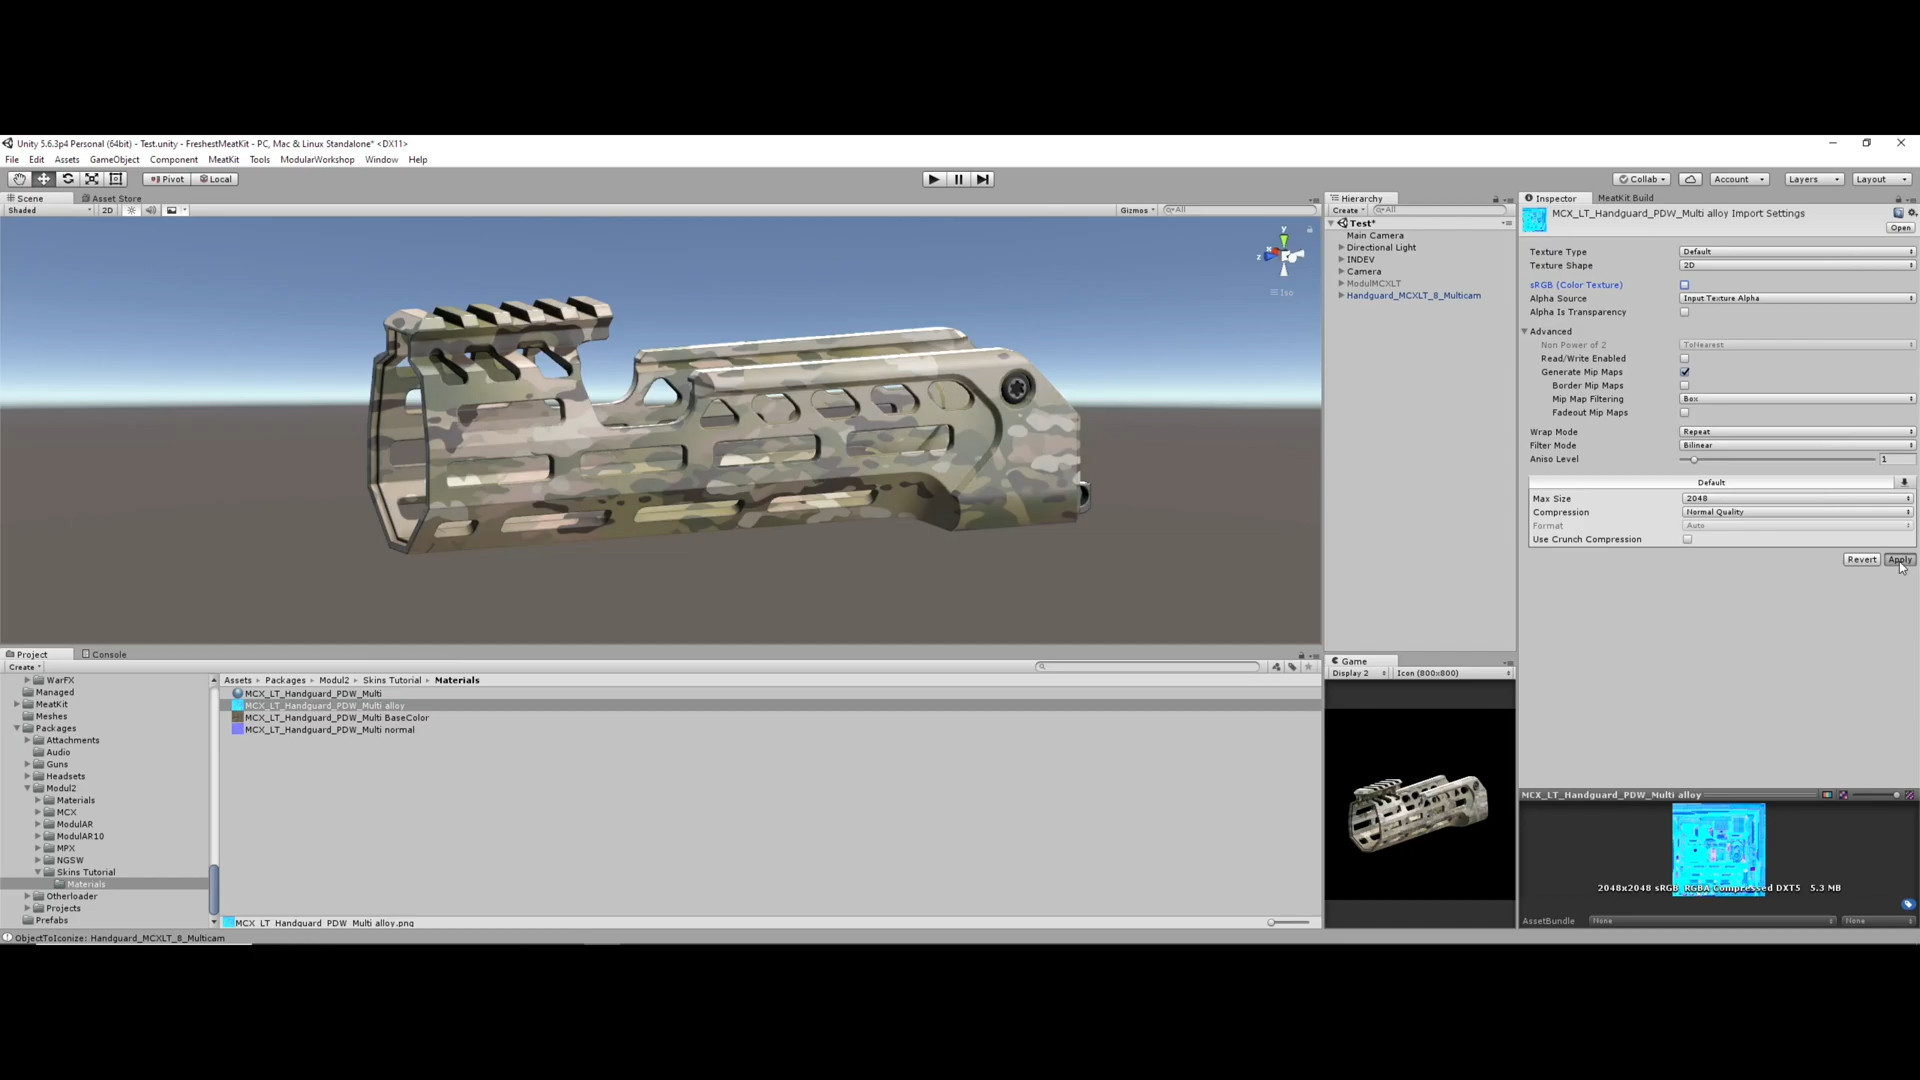 Unity 5.6.3p4 Personal (64bit) - Test.unity - FreshestMeatKit - PC, Mac & Linux Standalone* <DX11>
File Edit Assets GameObject Component MeatKit Tools ModularWorkshop Window Help
Pivot Local Collab Account Layers Layout
Scene Asset Store
Shaded 2D Gizmos All
y
x
z
Iso
Hierarchy
Create All
Test*
Main Camera
Directional Light
INDEV
Camera
ModulMCXLT
Handguard_MCXLT_8_Multicam
Inspector MeatKit Build
MCX_LT_Handguard_PDW_Multi alloy Import Settings
Open
Texture Type Default
Texture Shape 2D
sRGB (Color Texture)
Alpha Source Input Texture Alpha
Alpha Is Transparency
Advanced
Non Power of 2 ToNearest
Read/Write Enabled
Generate Mip Maps
Border Mip Maps
Mip Map Filtering Box
Fadeout Mip Maps
Wrap Mode Repeat
Filter Mode Bilinear
Aniso Level 1
Default
Max Size 2048
Compression Normal Quality
Format Auto
Use Crunch Compression
Revert Apply
Project Console
Create
WarFX
Managed
MeatKit
Meshes
Packages
Attachments
Audio
Guns
Headsets
Modul2
Materials
MCX
ModulAR
ModulAR10
MPX
NGSW
Skins Tutorial
Materials
Otherloader
Projects
Prefabs
Assets ▸ Packages ▸ Modul2 ▸ Skins Tutorial ▸ Materials
MCX_LT_Handguard_PDW_Multi
MCX_LT_Handguard_PDW_Multi alloy
MCX_LT_Handguard_PDW_Multi BaseColor
MCX_LT_Handguard_PDW_Multi normal
MCX_LT_Handguard_PDW_Multi alloy.png
Game
Display 2 Icon (800x800)
MCX_LT_Handguard_PDW_Multi alloy
2048x2048 sRGB RGBA Compressed DXT5 5.3 MB
AssetBundle None None
ObjectToIconize: Handguard_MCXLT_8_Multicam